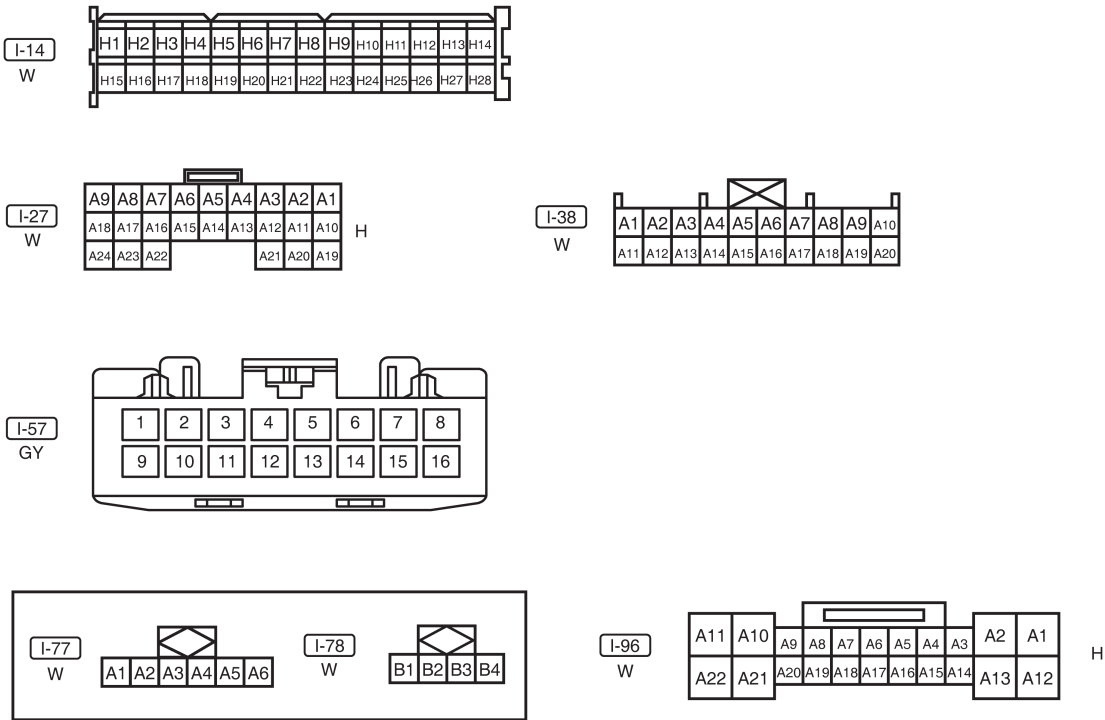 I-14
W
H1 H2 H3 H4 H5 H6 H7 H8 H9 H10 H11 H12 H13 H14
H15 H16 H17 H18 H19 H20 H21 H22 H23 H24 H25 H26 H27 H28
I-27
W
A9 A8 A7 A6 A5 A4 A3 A2 A1
A18 A17 A16 A15 A14 A13 A12 A11 A10
A24 A23 A22 A21 A20 A19
H
I-38
W
A1 A2 A3 A4 A5 A6 A7 A8 A9 A10
A11 A12 A13 A14 A15 A16 A17 A18 A19 A20
I-57
GY
1 2 3 4 5 6 7 8
9 10 11 12 13 14 15 16
I-77
W
A1 A2 A3 A4 A5 A6
I-78
W
B1 B2 B3 B4
I-96
W
A11 A10 A9 A8 A7 A6 A5 A4 A3 A2 A1
A22 A21 A20 A19 A18 A17 A16 A15 A14 A13 A12
H